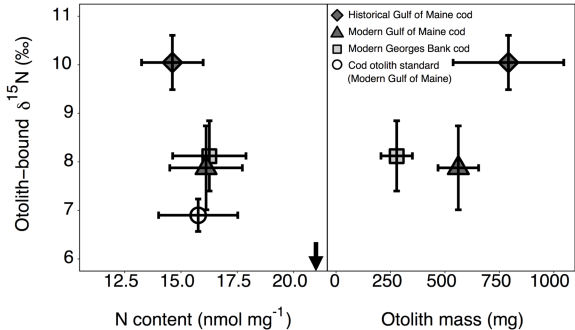 11
10
9
8
7
6
Otolith−bound δ¹⁵N (‰)
Historical Gulf of Maine cod
Modern Gulf of Maine cod
Modern Georges Bank cod
Cod otolith standard
(Modern Gulf of Maine)
12.5 15.0 17.5 20.0
0 250 500 750 1000
N content (nmol mg⁻¹)
Otolith mass (mg)